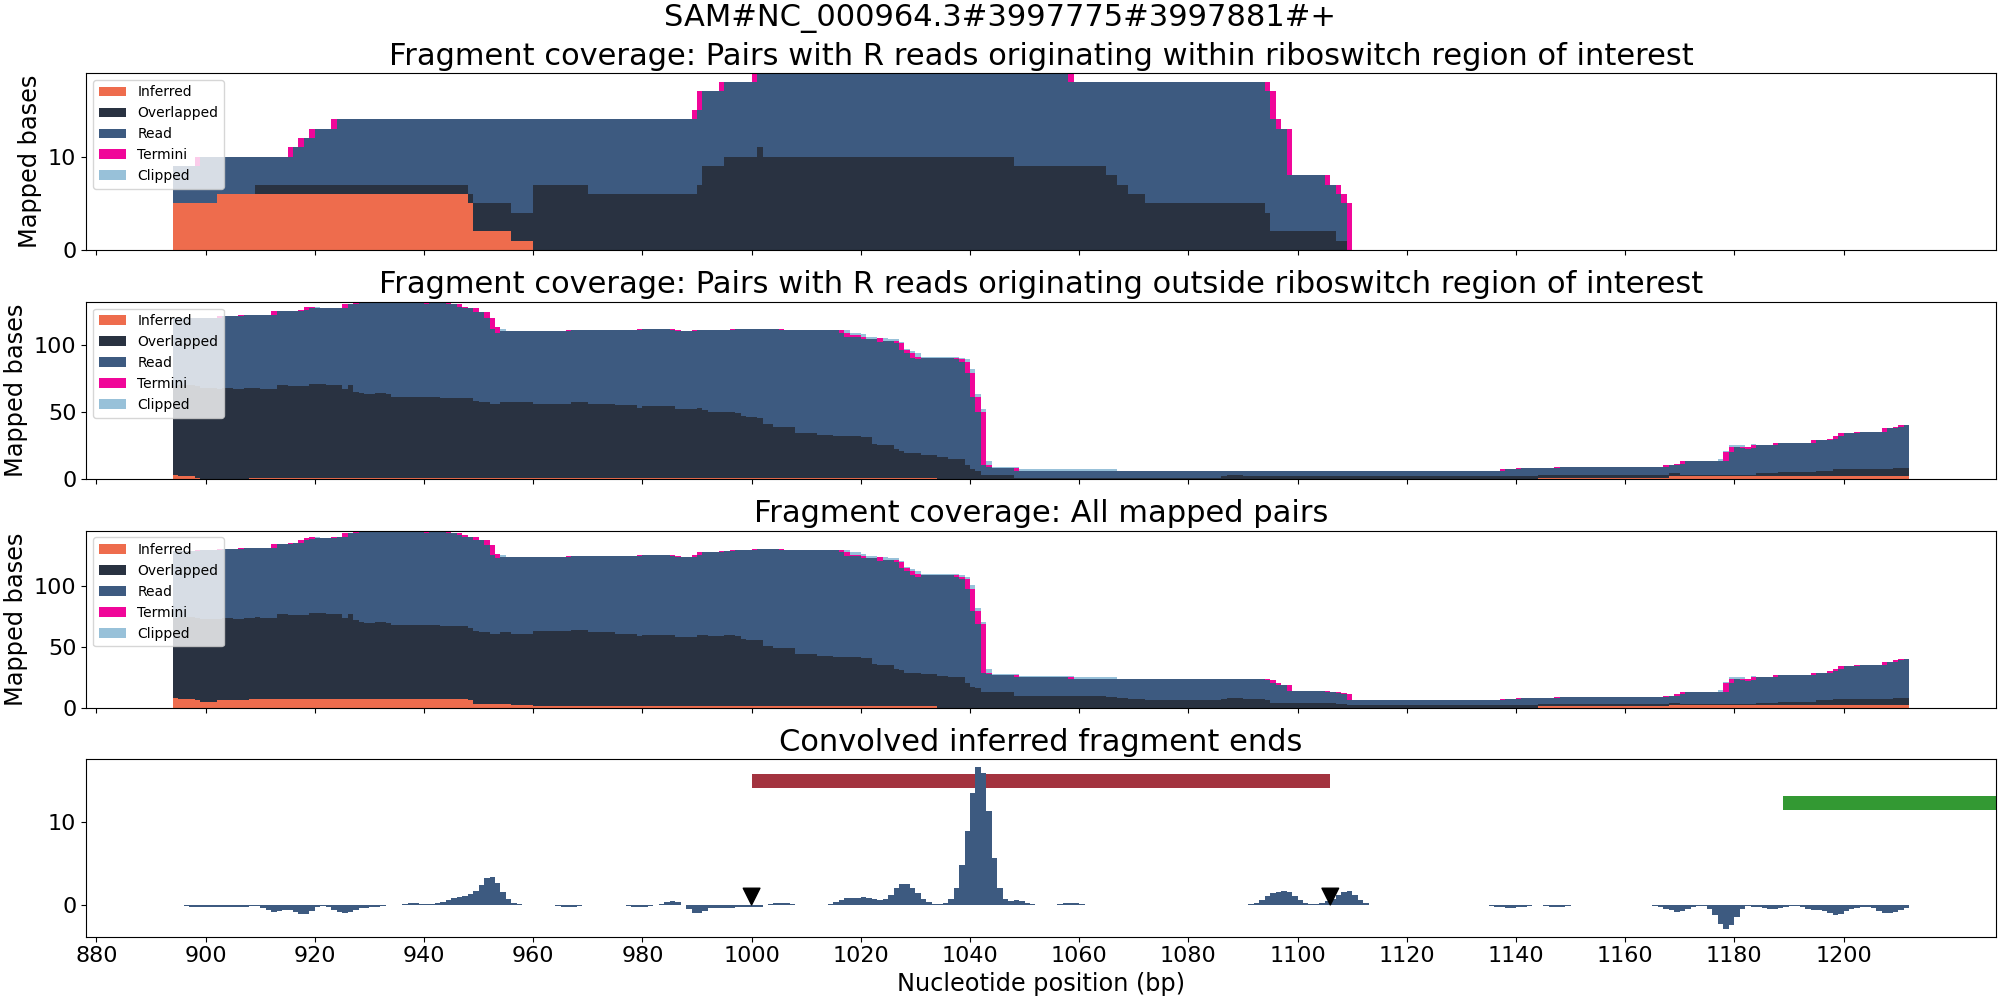 SAM#NC_000964.3#3997775#3997881#+
Fragment coverage: Pairs with R reads originating within riboswitch region of interest
Mapped bases
10
0
Inferred
Overlapped
Read
Termini
Clipped
Fragment coverage: Pairs with R reads originating outside riboswitch region of interest
Mapped bases
100
50
0
Inferred
Overlapped
Read
Termini
Clipped
Fragment coverage: All mapped pairs
Mapped bases
100
50
0
Inferred
Overlapped
Read
Termini
Clipped
Convolved inferred fragment ends
10
0
880 900 920 940 960 980 1000 1020 1040 1060 1080 1100 1120 1140 1160 1180 1200
Nucleotide position (bp)